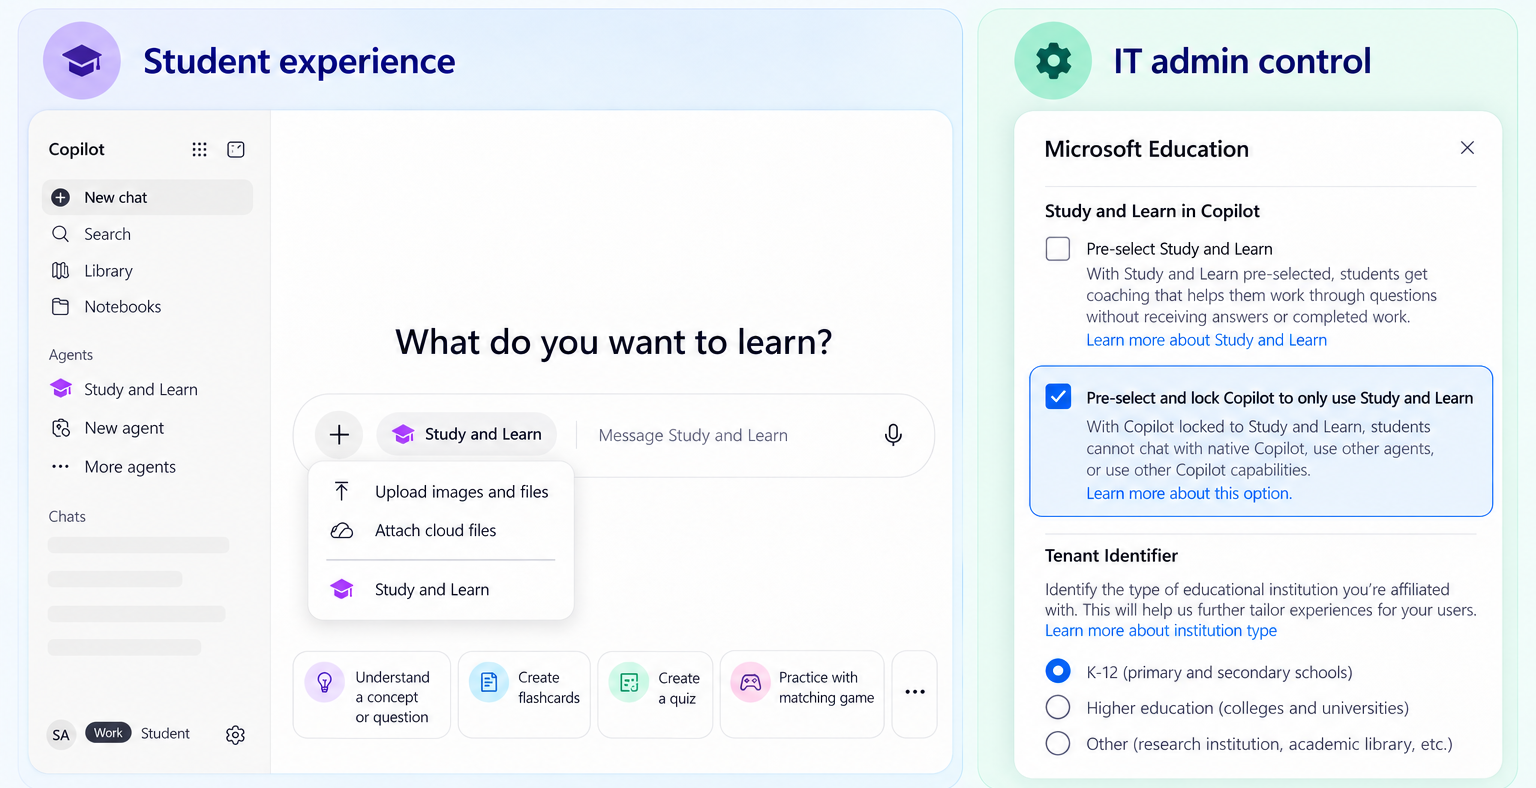 Student experience
Copilot
New chat
Search
Library
Notebooks
Agents
Study and Learn
New agent
More agents
Chats
SA
Work
Student
What do you want to learn?
Study and Learn
Message Study and Learn
Upload images and files
Attach cloud files
Study and Learn
Understand
a concept
or question
Create
flashcards
Create
a quiz
Practice with
matching game
IT admin control
Microsoft Education
Study and Learn in Copilot
Pre-select Study and Learn
With Study and Learn pre-selected, students get
coaching that helps them work through questions
without receiving answers or completed work.
Learn more about Study and Learn
Pre-select and lock Copilot to only use Study and Learn
With Copilot locked to Study and Learn, students
cannot chat with native Copilot, use other agents,
or use other Copilot capabilities.
Learn more about this option.
Tenant Identifier
Identify the type of educational institution you’re affiliated
with. This will help us further tailor experiences for your users.
Learn more about institution type
K-12 (primary and secondary schools)
Higher education (colleges and universities)
Other (research institution, academic library, etc.)